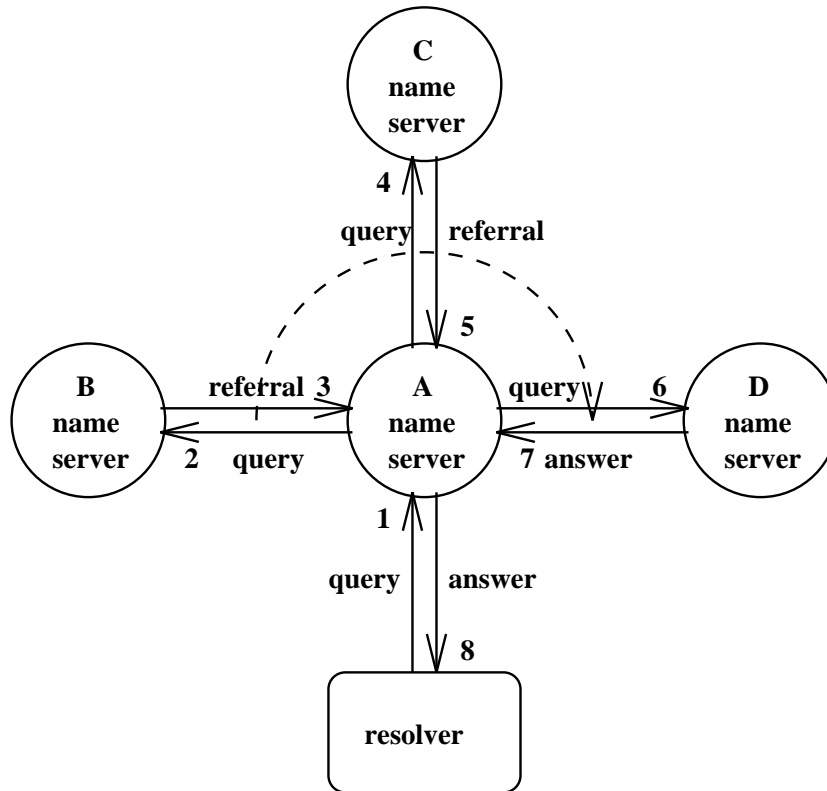 C
name
server
4
query
referral
5
B
name
server
referral
3
A
name
server
query
6
D
name
server
2
query
7
answer
1
query
answer
8
resolver